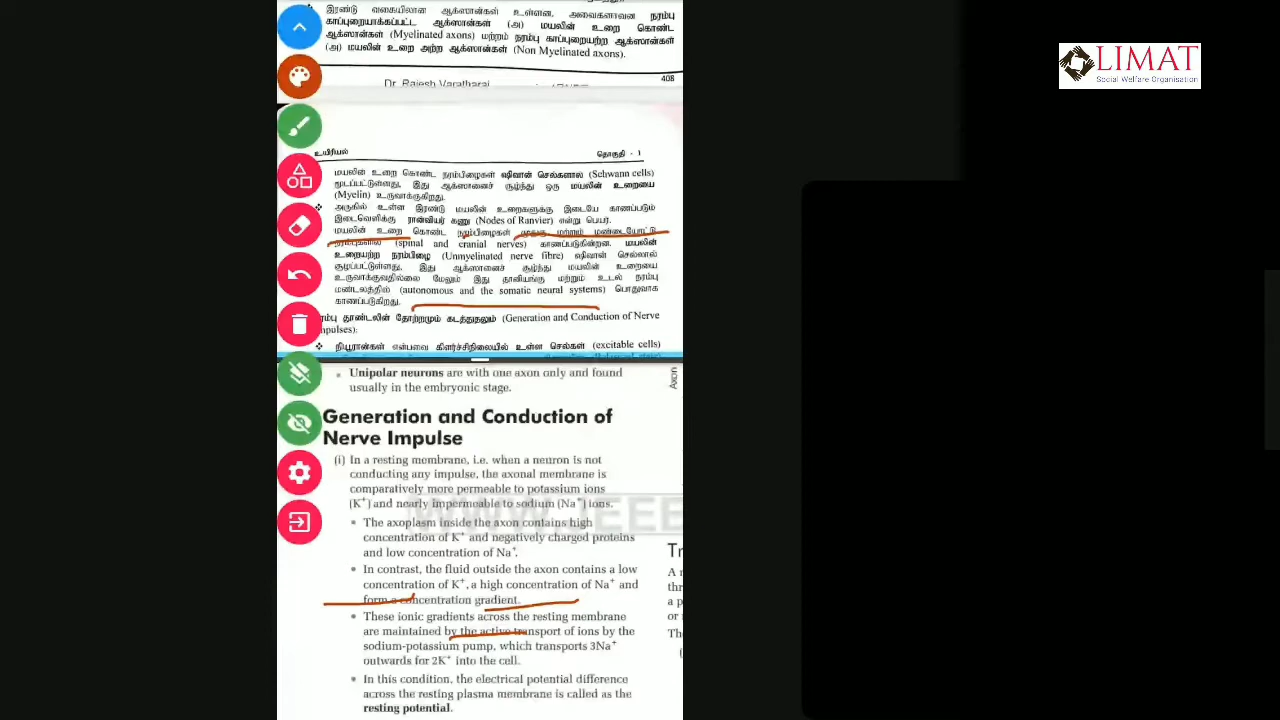 இரண்டு வகையிலான ஆக்ஸான்கள் உள்ளன, அவைகளாவன நரம்பு
காப்புறையாக்கப்பட்ட ஆக்ஸான்கள் (அ) மயலின் உறை கொண்ட
ஆக்ஸான்கள் (Myelinated axons) மற்றும் நரம்பு காப்புறையற்ற ஆக்ஸான்கள்
(அ) மயலின் உறை அற்ற ஆக்ஸான்கள் (Non Myelinated axons).
408
Dr. Rajesh Varatharaj
உயிரியல்
தொகுதி - 1
மயலின் உறை கொண்ட நரம்பிழைகள் ஷிவான் செல்களால் (Schwann cells)
மூடப்பட்டுள்ளது, இது ஆக்ஸானைச் சூழ்ந்து ஒரு மயலின் உறையை
(Myelin) உருவாக்குகிறது.
அருகில் உள்ள இரண்டு மயலின் உறைகளுக்கு இடையே காணப்படும்
இடைவெளிக்கு ரான்வியர் கணு (Nodes of Ranvier) என்று பெயர்.
மயலின் உறை கொண்ட நரம்பிழைகள் முதுகு மற்றும் மண்டையோட்டு
நரம்புகளில் (spinal and cranial nerves) காணப்படுகின்றன. மயலின்
உறையற்ற நரம்பிழை (Unmyelinated nerve fibre) ஷிவான் செல்லால்
சூழப்பட்டுள்ளது, இது ஆக்ஸானைச் சூழ்ந்து மயலின் உறையை
உருவாக்குவதில்லை மேலும் இது தானியங்கு மற்றும் உடல் நரம்பு
மண்டலத்தில் (autonomous and the somatic neural systems) பொதுவாக
காணப்படுகிறது.
ரம்பு தூண்டலின் தோற்றமும் கடத்துதலும் (Generation and Conduction of Nerve
mpulses):
நியூரான்கள் என்பவை கிளர்ச்சிநிலையில் உள்ள செல்கள் (excitable cells)
• Unipolar neurons are with one axon only and found
usually in the embryonic stage.
Axon
Generation and Conduction of
Nerve Impulse
(i) In a resting membrane, i.e. when a neuron is not
conducting any impulse, the axonal membrane is
comparatively more permeable to potassium ions
(K⁺) and nearly impermeable to sodium (Na⁺) ions.
WWW.JEEE
• The axoplasm inside the axon contains high
concentration of K⁺ and negatively charged proteins
and low concentration of Na⁺.
• In contrast, the fluid outside the axon contains a low
concentration of K⁺, a high concentration of Na⁺ and
form a concentration gradient.
• These ionic gradients across the resting membrane
are maintained by the active transport of ions by the
sodium-potassium pump, which transports 3Na⁺
outwards for 2K⁺ into the cell.
• In this condition, the electrical potential difference
across the resting plasma membrane is called as the
resting potential.
Tr
thr
a p
or
LIMAT
Social Welfare Organisation